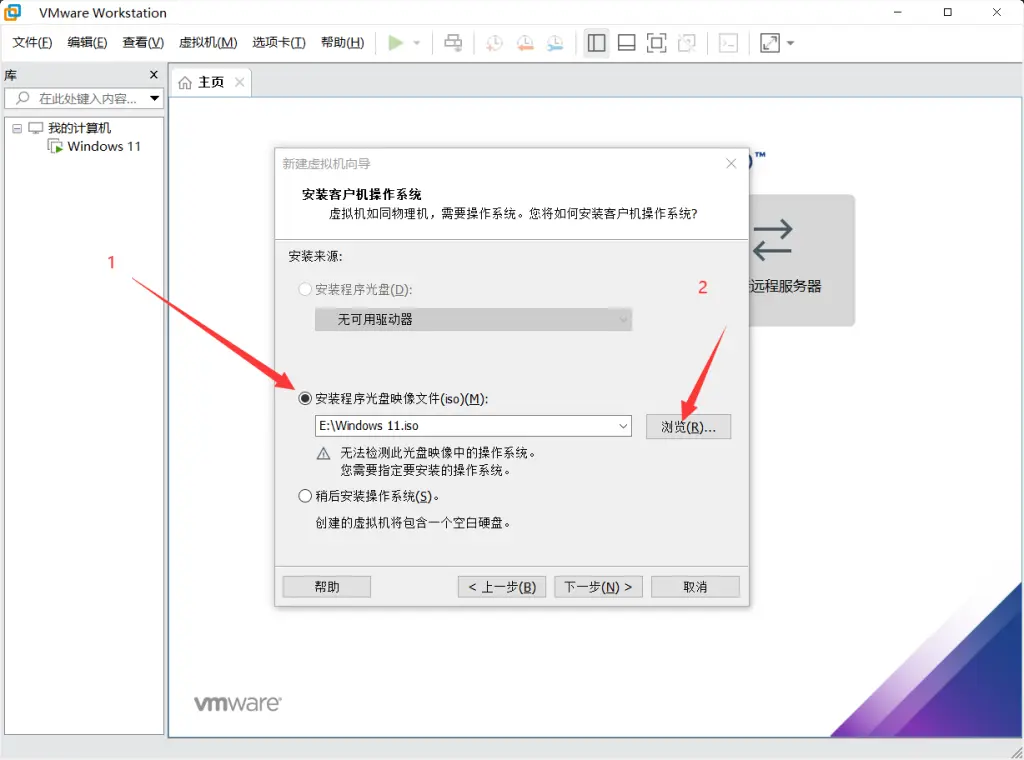 VMware Workstation
文件(F) 编辑(E) 查看(V) 虚拟机(M) 选项卡(T) 帮助(H)
库
主页
在此处键入内容...
我的计算机
Windows 11
™
新建虚拟机向导
安装客户机操作系统
虚拟机如同物理机，需要操作系统。您将如何安装客户机操作系统?
安装来源:
1
安装程序光盘(D):
2
远程服务器
无可用驱动器
安装程序光盘映像文件(iso)(M):
E:\Windows 11.iso
浏览(R)...
无法检测此光盘映像中的操作系统。
您需要指定要安装的操作系统。
稍后安装操作系统(S)。
创建的虚拟机将包含一个空白硬盘。
帮助 < 上一步(B) 下一步(N) > 取消
vmware®